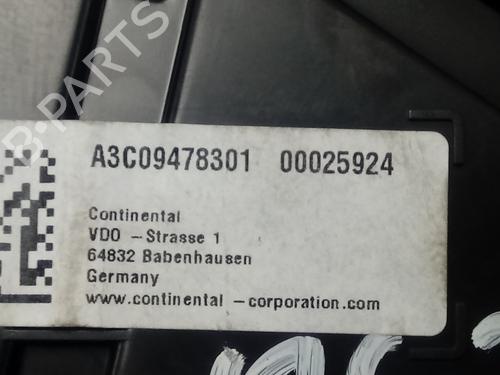 B-PARTS
A3C09478301 00025924
Continental
VDO - Strasse 1
64832 Babenhausen
Germany
www.continental -corporation.com